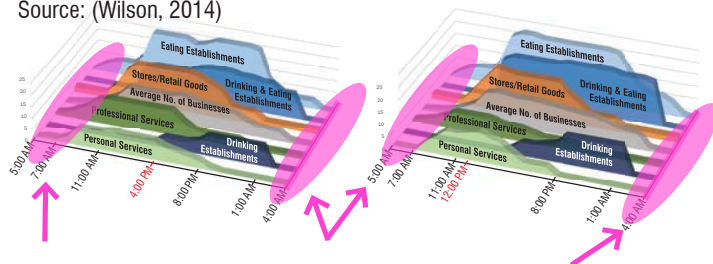 Source: (Wilson, 2014)
Eating Establishments
Stores/Retail Goods
Drinking & Eating
Establishments
Average No. of Businesses
Professional Services
Personal Services
Drinking
Establishments
25
20
15
10
5
5:00 AM
7:00 AM
11:00 AM
4:00 PM
8:00 PM
1:00 AM
4:00 AM
Eating Establishments
Stores/Retail Goods
Drinking & Eating
Establishments
Average No. of Businesses
Professional Services
Personal Services
Drinking
Establishments
25
20
15
10
5
5:00 AM
7:00 AM
11:00 AM
12:00 PM
8:00 PM
1:00 AM
4:00 AM